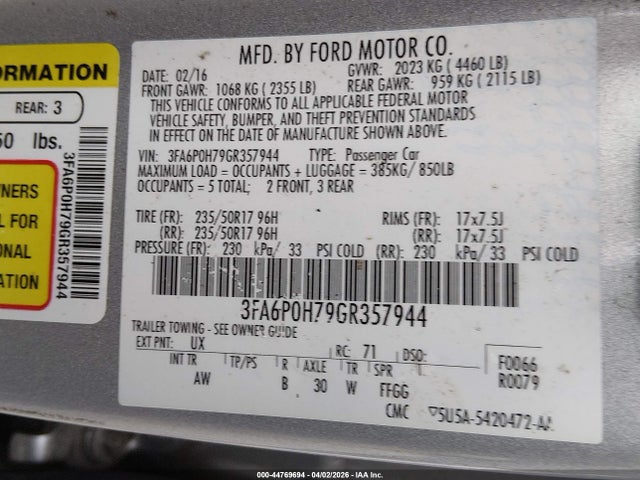 ORMATION
REAR: 3
50 lbs.
WNERS
L FOR
ONAL
ATION
3FA6P0H79GR357944
MFD. BY FORD MOTOR CO.
DATE: 02/16 GVWR: 2023 KG ( 4460 LB)
FRONT GAWR: 1068 KG ( 2355 LB) REAR GAWR: 959 KG ( 2115 LB)
THIS VEHICLE CONFORMS TO ALL APPLICABLE FEDERAL MOTOR
VEHICLE SAFETY, BUMPER, AND THEFT PREVENTION STANDARDS
IN EFFECT ON THE DATE OF MANUFACTURE SHOWN ABOVE.
VIN: 3FA6P0H79GR357944 TYPE: Passenger Car
MAXIMUM LOAD = OCCUPANTS + LUGGAGE = 385KG/ 850LB
OCCUPANTS = 5 TOTAL; 2 FRONT, 3 REAR
TIRE (FR): 235/50R17 96H RIMS (FR): 17x7.5J
(RR): 235/50R17 96H (RR): 17x7.5J
PRESSURE (FR): 230 kPa/ 33 PSI COLD (RR): 230 kPa/ 33 PSI COLD
3FA6P0H79GR357944
TRAILER TOWING - SEE OWNER GUIDE
EXT PNT: UX RC: 71 DSO: F0066
INT TR TP/PS R AXLE TR SPR R0079
AW B 30 W FFGG
CMC 5U5A-5420472-AA
000-44769694 04/02/2026 IAA Inc.